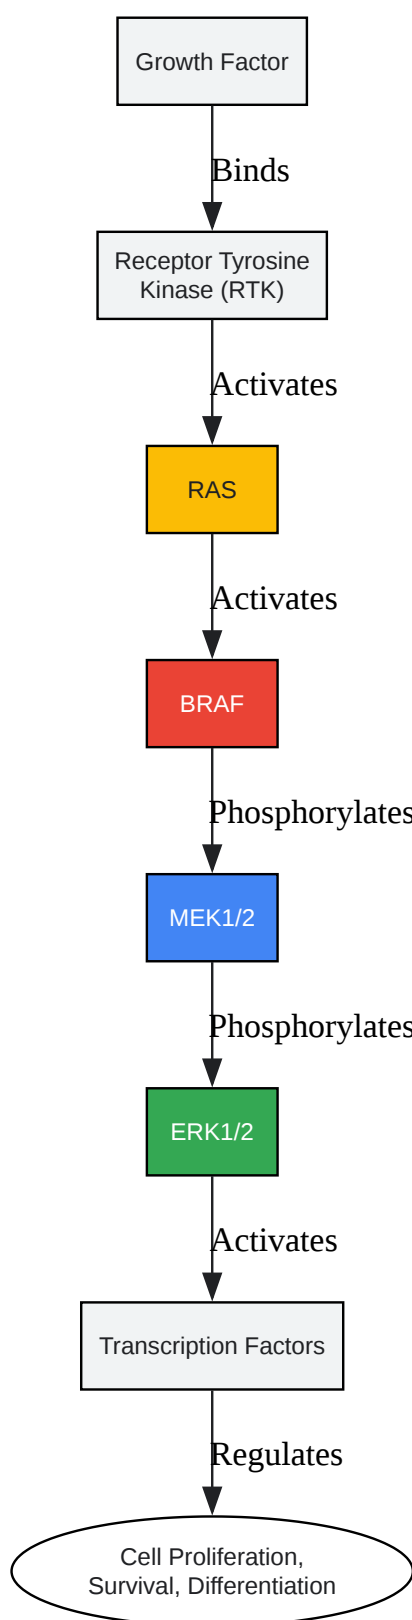 Growth Factor
Binds
Receptor Tyrosine
Kinase (RTK)
Activates
RAS
Activates
BRAF
Phosphorylates
MEK1/2
Phosphorylates
ERK1/2
Activates
Transcription Factors
Regulates
Cell Proliferation,
Survival, Differentiation